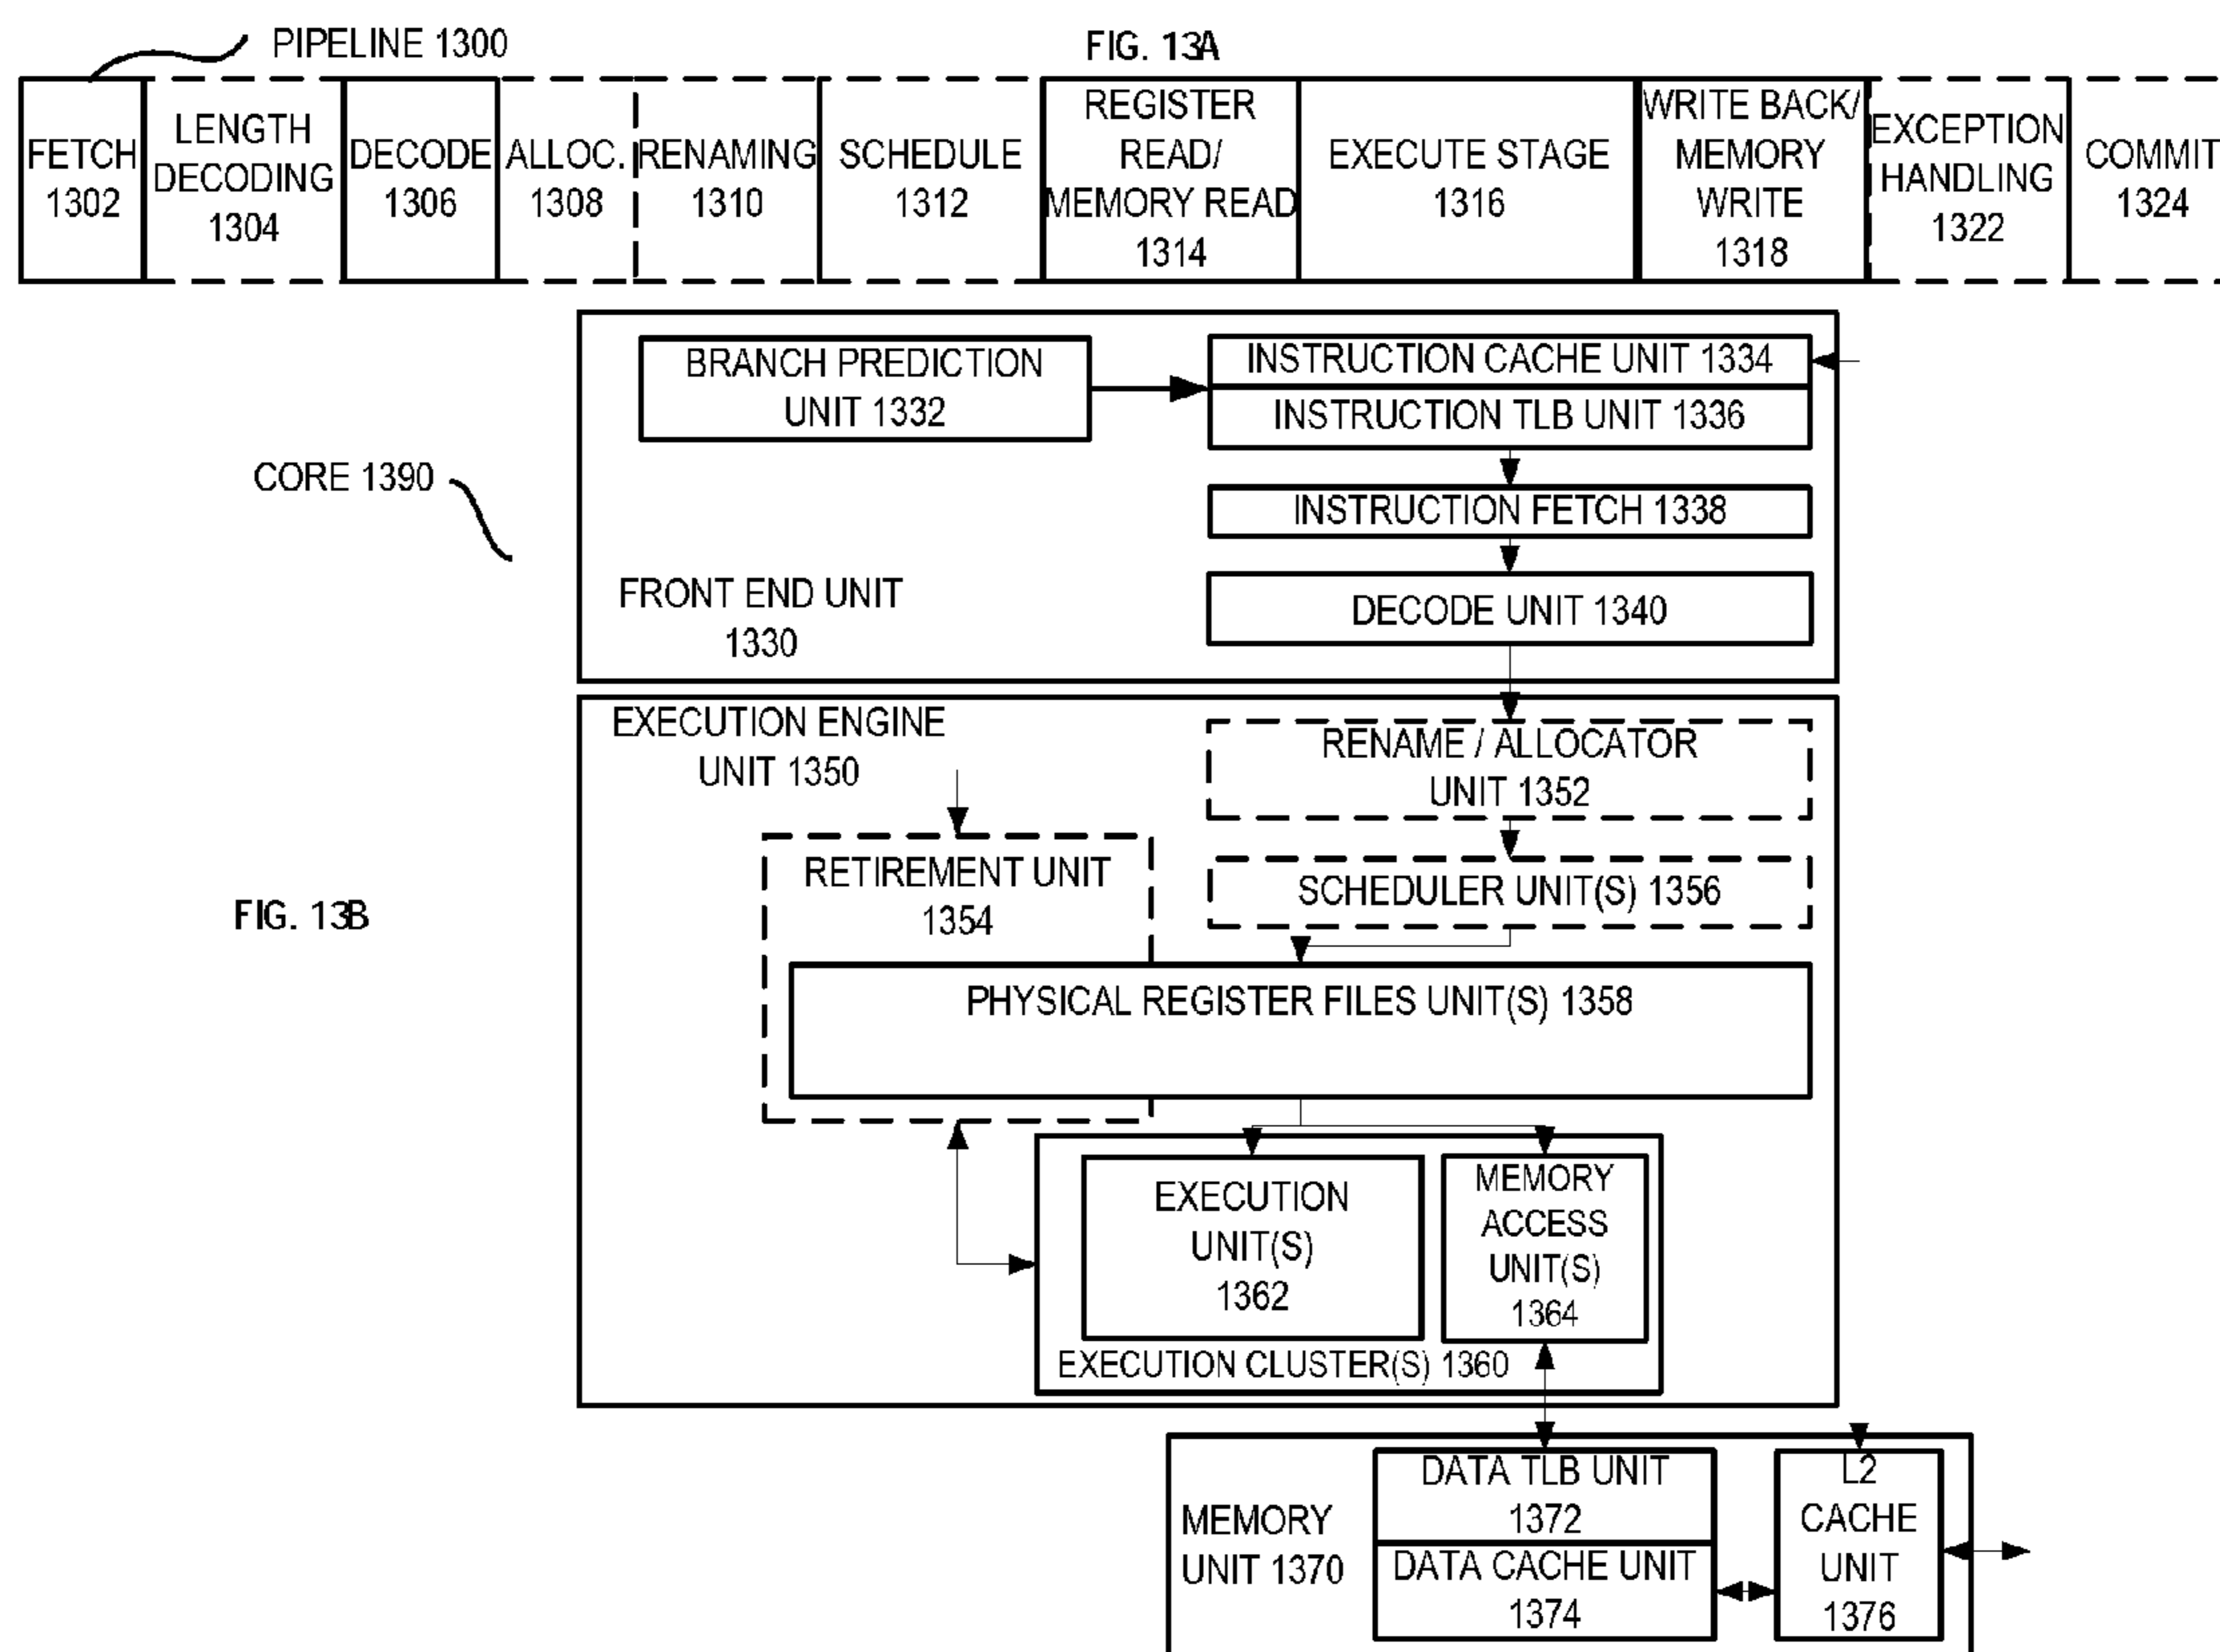 PIPELINE 1300
FIG. 13A
FETCH
1302
LENGTH
DECODING
1304
DECODE
1306
ALLOC.
1308
RENAMING
1310
SCHEDULE
1312
REGISTER
READ/
MEMORY READ
1314
EXECUTE STAGE
1316
WRITE BACK/
MEMORY
WRITE
1318
EXCEPTION
HANDLING
1322
COMMIT
1324
BRANCH PREDICTION
UNIT 1332
INSTRUCTION CACHE UNIT 1334
INSTRUCTION TLB UNIT 1336
CORE 1390
INSTRUCTION FETCH 1338
FRONT END UNIT
1330
DECODE UNIT 1340
EXECUTION ENGINE
UNIT 1350
RENAME / ALLOCATOR
UNIT 1352
RETIREMENT UNIT
1354
SCHEDULER UNIT(S) 1356
FIG. 13B
PHYSICAL REGISTER FILES UNIT(S) 1358
EXECUTION
UNIT(S)
1362
MEMORY
ACCESS
UNIT(S)
1364
EXECUTION CLUSTER(S) 1360
MEMORY
UNIT 1370
DATA TLB UNIT
1372
DATA CACHE UNIT
1374
L2
CACHE
UNIT
1376